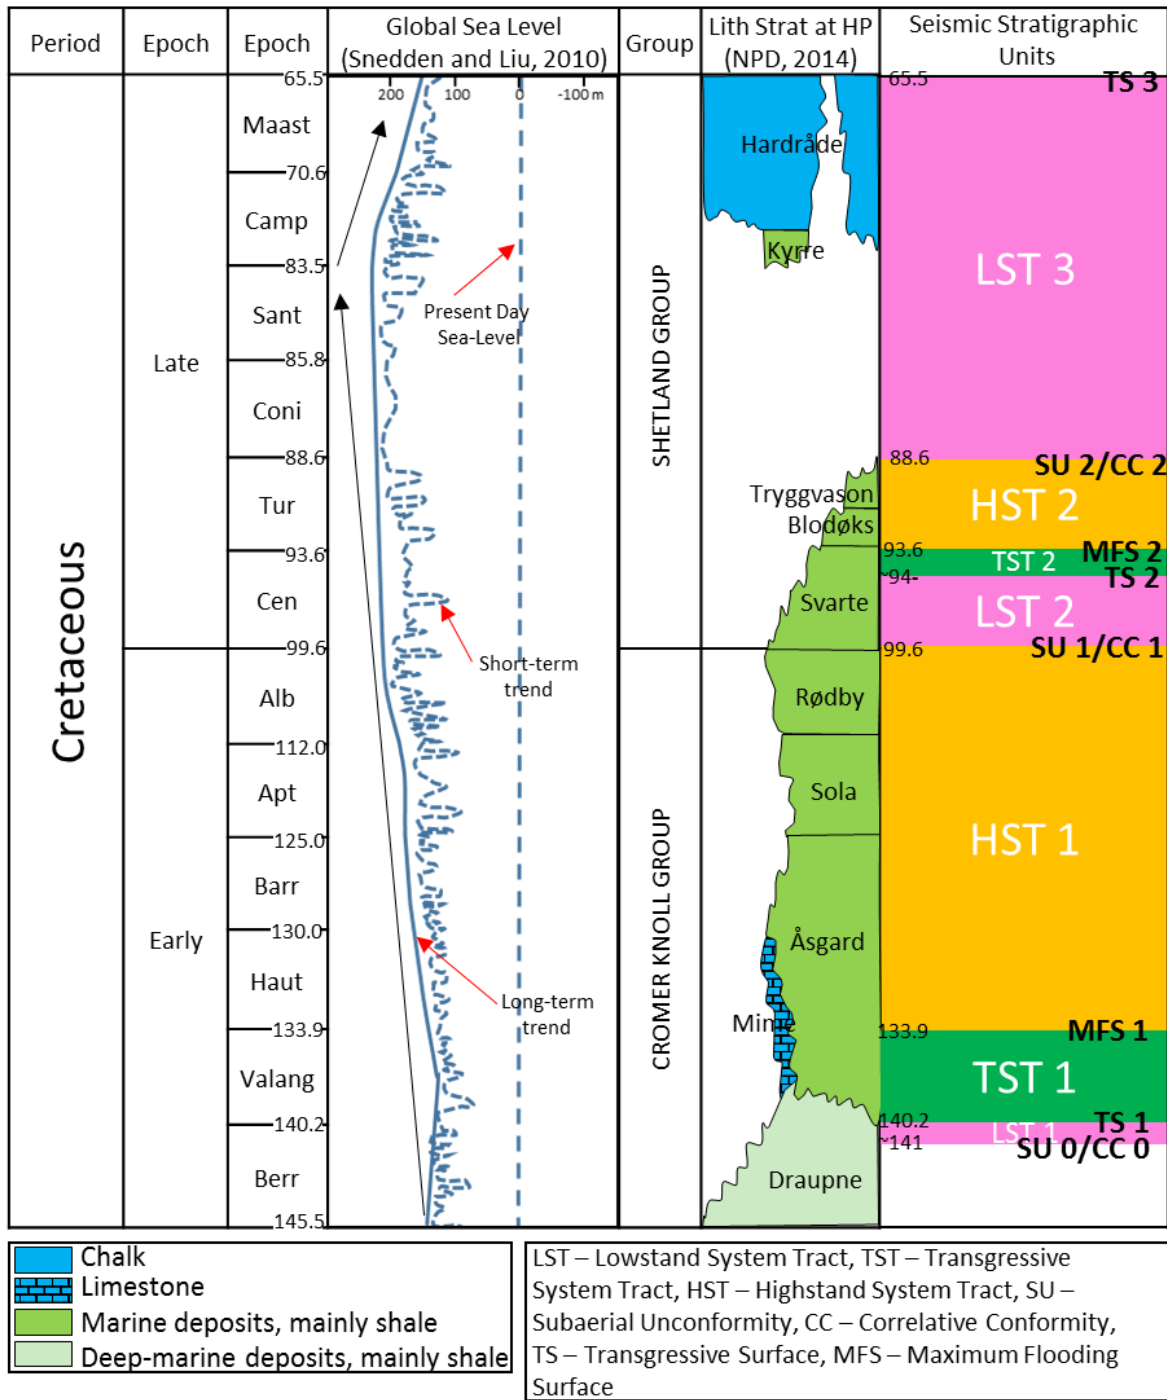 Period
Epoch
Epoch
Global Sea Level
(Snedden and Liu, 2010)
Group
Lith Strat at HP
(NPD, 2014)
Seismic Stratigraphic
Units
65.5
200
100
0
-100 m
65.5
TS 3
Maast
Hardråde
70.6
Camp
Kyrre
LST 3
83.5
Sant
Present Day
Sea-Level
85.8
Late
SHETLAND GROUP
Coni
88.6
88.6
SU 2/CC 2
Tryggvason
HST 2
Tur
Blodøks
93.6
93.6
MFS 2
TST 2
~94-
TS 2
Cen
Svarte
LST 2
99.6
99.6
SU 1/CC 1
Short-term
trend
Cretaceous
Alb
Rødby
112.0
Apt
Sola
125.0
HST 1
Barr
130.0
Early
Åsgard
Haut
Long-term
trend
CROMER KNOLL GROUP
Mime
133.9
133.9
MFS 1
Valang
TST 1
140.2
140.2
TS 1
LST 1
~141
SU 0/CC 0
Berr
Draupne
145.5
Chalk
Limestone
Marine deposits, mainly shale
Deep-marine deposits, mainly shale
LST – Lowstand System Tract, TST – Transgressive
System Tract, HST – Highstand System Tract, SU –
Subaerial Unconformity, CC – Correlative Conformity,
TS – Transgressive Surface, MFS – Maximum Flooding
Surface